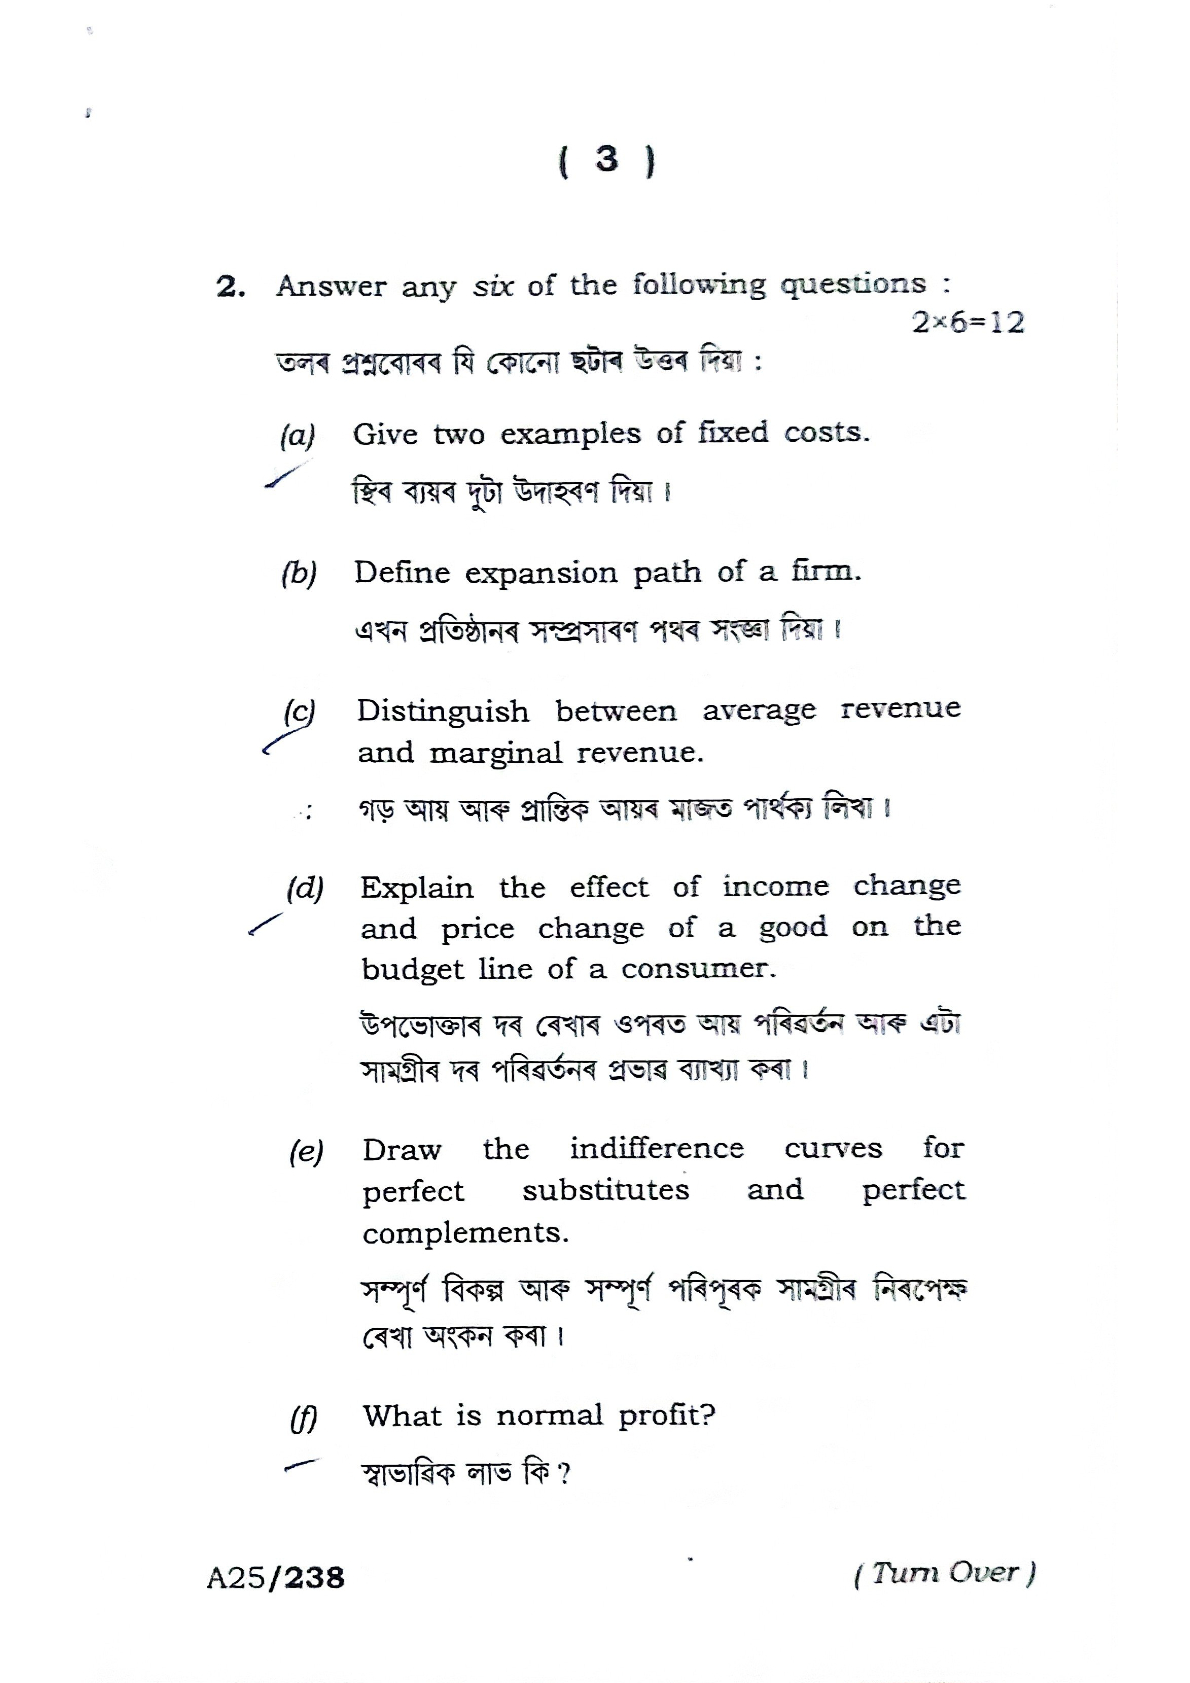 ( 3 )
2. Answer any six of the following questions :
2×6=12
তলৰ প্ৰশ্নবোৰৰ যি কোনো ছটাৰ উত্তৰ দিয়া :
(a) Give two examples of fixed costs.
স্থিৰ ব্যয়ৰ দুটা উদাহৰণ দিয়া ।
(b) Define expansion path of a firm.
এখন প্ৰতিষ্ঠানৰ সম্প্ৰসাৰণ পথৰ সংজ্ঞা দিয়া ।
(c) Distinguish between average revenue
and marginal revenue.
গড় আয় আৰু প্ৰান্তিক আয়ৰ মাজত পাৰ্থক্য লিখা ।
(d) Explain the effect of income change
and price change of a good on the
budget line of a consumer.
উপভোক্তাৰ দৰ ৰেখাৰ ওপৰত আয় পৰিৱৰ্তন আৰু এটা
সামগ্ৰীৰ দৰ পৰিৱৰ্তনৰ প্ৰভাৱ ব্যাখ্যা কৰা ।
(e) Draw the indifference curves for
perfect substitutes and perfect
complements.
সম্পূৰ্ণ বিকল্প আৰু সম্পূৰ্ণ পৰিপূৰক সামগ্ৰীৰ নিৰপেক্ষ
ৰেখা অংকন কৰা ।
(f) What is normal profit?
স্বাভাৱিক লাভ কি ?
A25/238
( Turn Over )